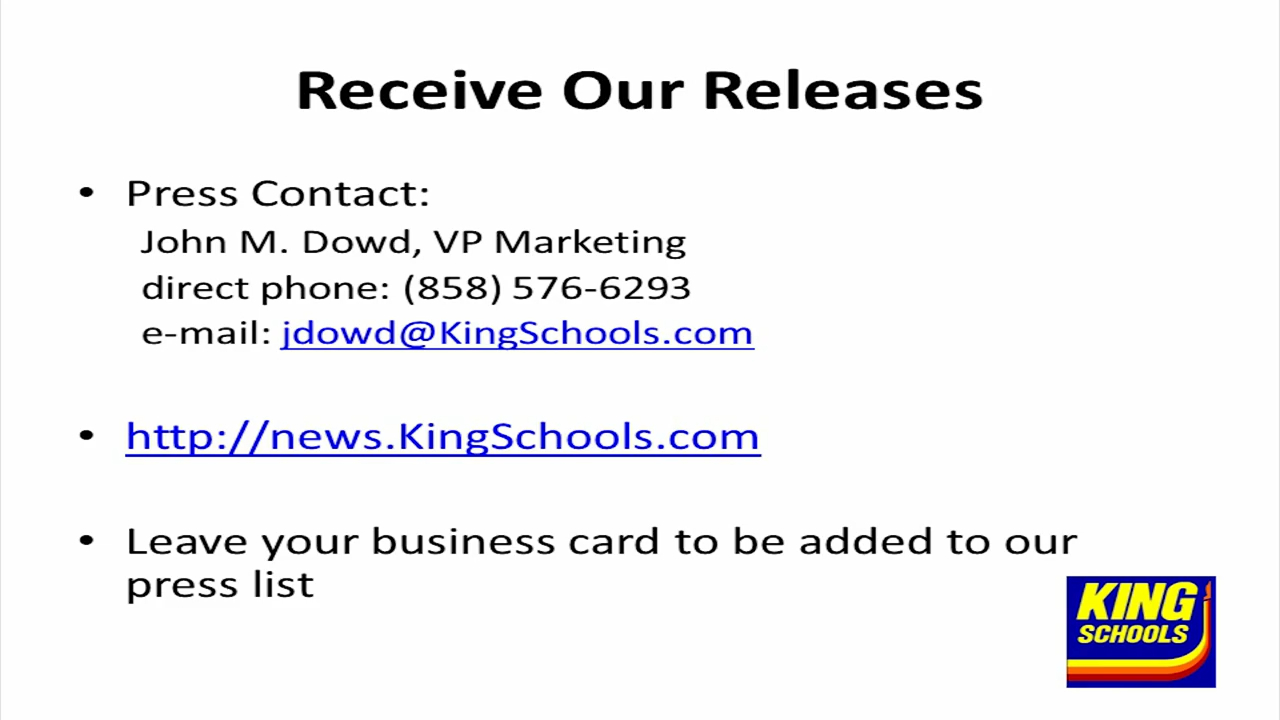 Receive Our Releases
• Press Contact:
John M. Dowd, VP Marketing
direct phone: (858) 576-6293
e-mail: jdowd@KingSchools.com
• http://news.KingSchools.com
• Leave your business card to be added to our
press list
KING
SCHOOLS